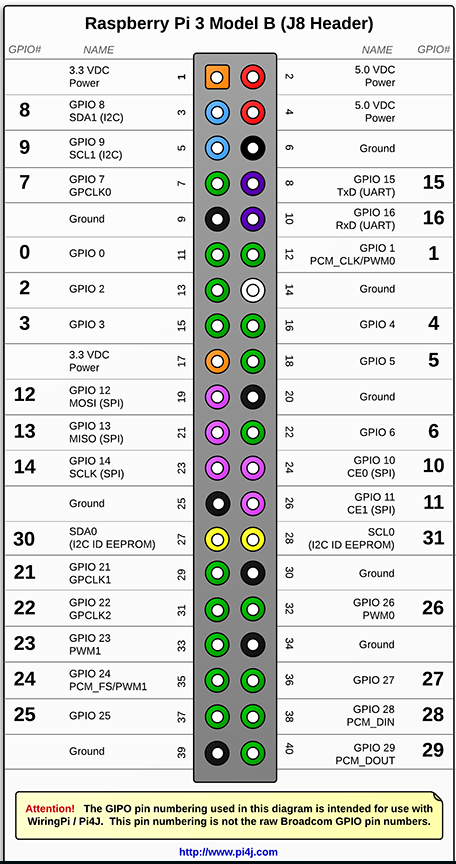 Raspberry Pi 3 Model B (J8 Header)
GPIO# NAME NAME GPIO#
3.3 VDC
Power
1 2
5.0 VDC
Power
8
GPIO 8
SDA1 (I2C)
3 4
5.0 VDC
Power
9
GPIO 9
SCL1 (I2C)
5 6
Ground
7
GPIO 7
GPCLK0
7 8
GPIO 15
TxD (UART)
15
Ground
9 10
GPIO 16
RxD (UART)
16
0
GPIO 0
11 12
GPIO 1
PCM_CLK/PWM0
1
2
GPIO 2
13 14
Ground
3
GPIO 3
15 16
GPIO 4
4
3.3 VDC
Power
17 18
GPIO 5
5
12
GPIO 12
MOSI (SPI)
19 20
Ground
13
GPIO 13
MISO (SPI)
21 22
GPIO 6
6
14
GPIO 14
SCLK (SPI)
23 24
GPIO 10
CE0 (SPI)
10
Ground
25 26
GPIO 11
CE1 (SPI)
11
30
SDA0
(I2C ID EEPROM)
27 28
SCL0
(I2C ID EEPROM)
31
21
GPIO 21
GPCLK1
29 30
Ground
22
GPIO 22
GPCLK2
31 32
GPIO 26
PWM0
26
23
GPIO 23
PWM1
33 34
Ground
24
GPIO 24
PCM_FS/PWM1
35 36
GPIO 27
27
25
GPIO 25
37 38
GPIO 28
PCM_DIN
28
Ground
39 40
GPIO 29
PCM_DOUT
29
Attention! The GIPO pin numbering used in this diagram is intended for use with
WiringPi / Pi4J. This pin numbering is not the raw Broadcom GPIO pin numbers.
http://www.pi4j.com